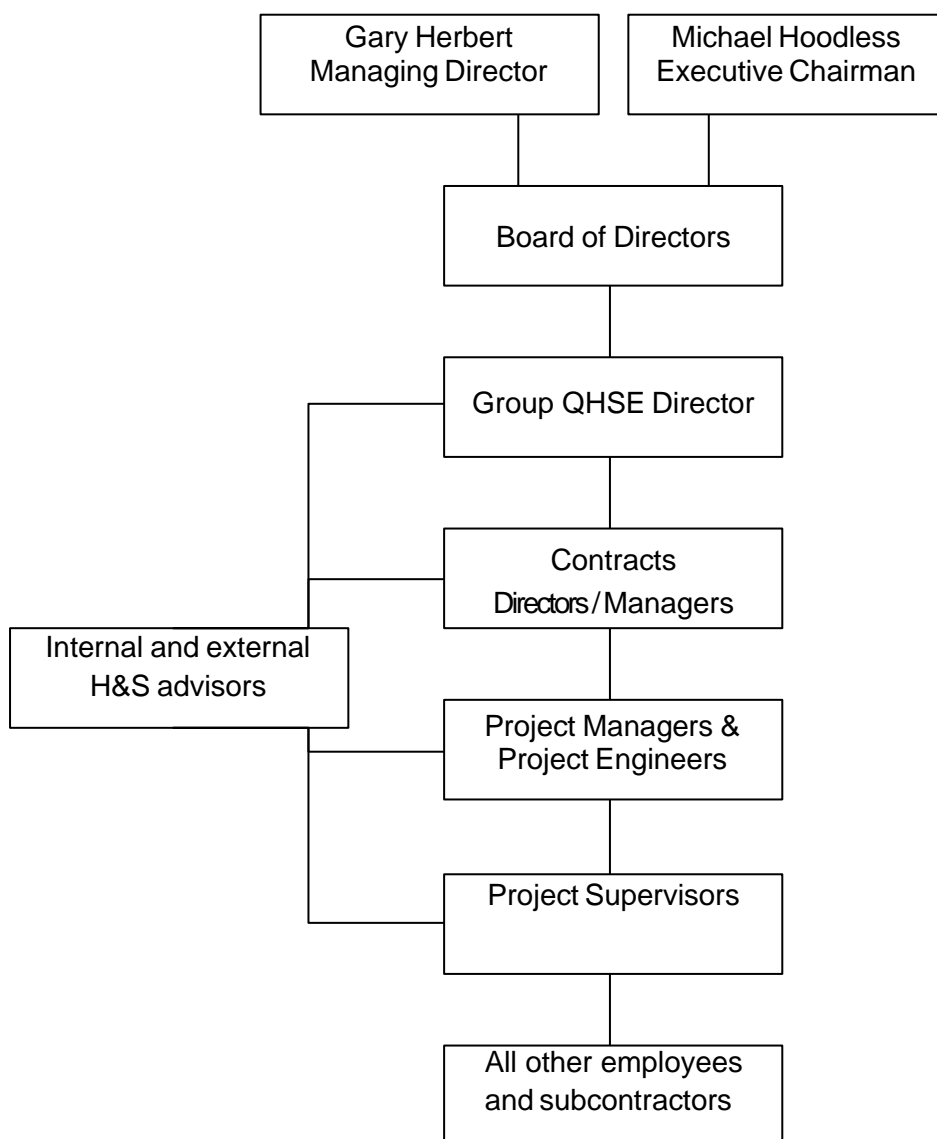 Gary Herbert
Managing Director
Michael Hoodless
Executive Chairman
Board of Directors
Group QHSE Director
Contracts
Directors/Managers
Internal and external
H&S advisors
Project Managers &
Project Engineers
Project Supervisors
All other employees
and subcontractors